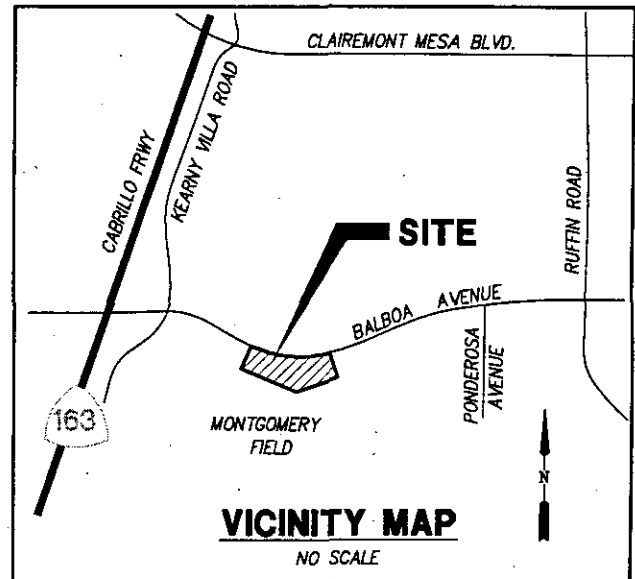 CLAIREMONT MESA BLVD.
CABRILLO FRWY
KEARNY VILLA ROAD
RUFFIN ROAD
SITE
BALBOA AVENUE
PONDEROSA
AVENUE
163
MONTGOMERY
FIELD
N
VICINITY MAP
NO SCALE